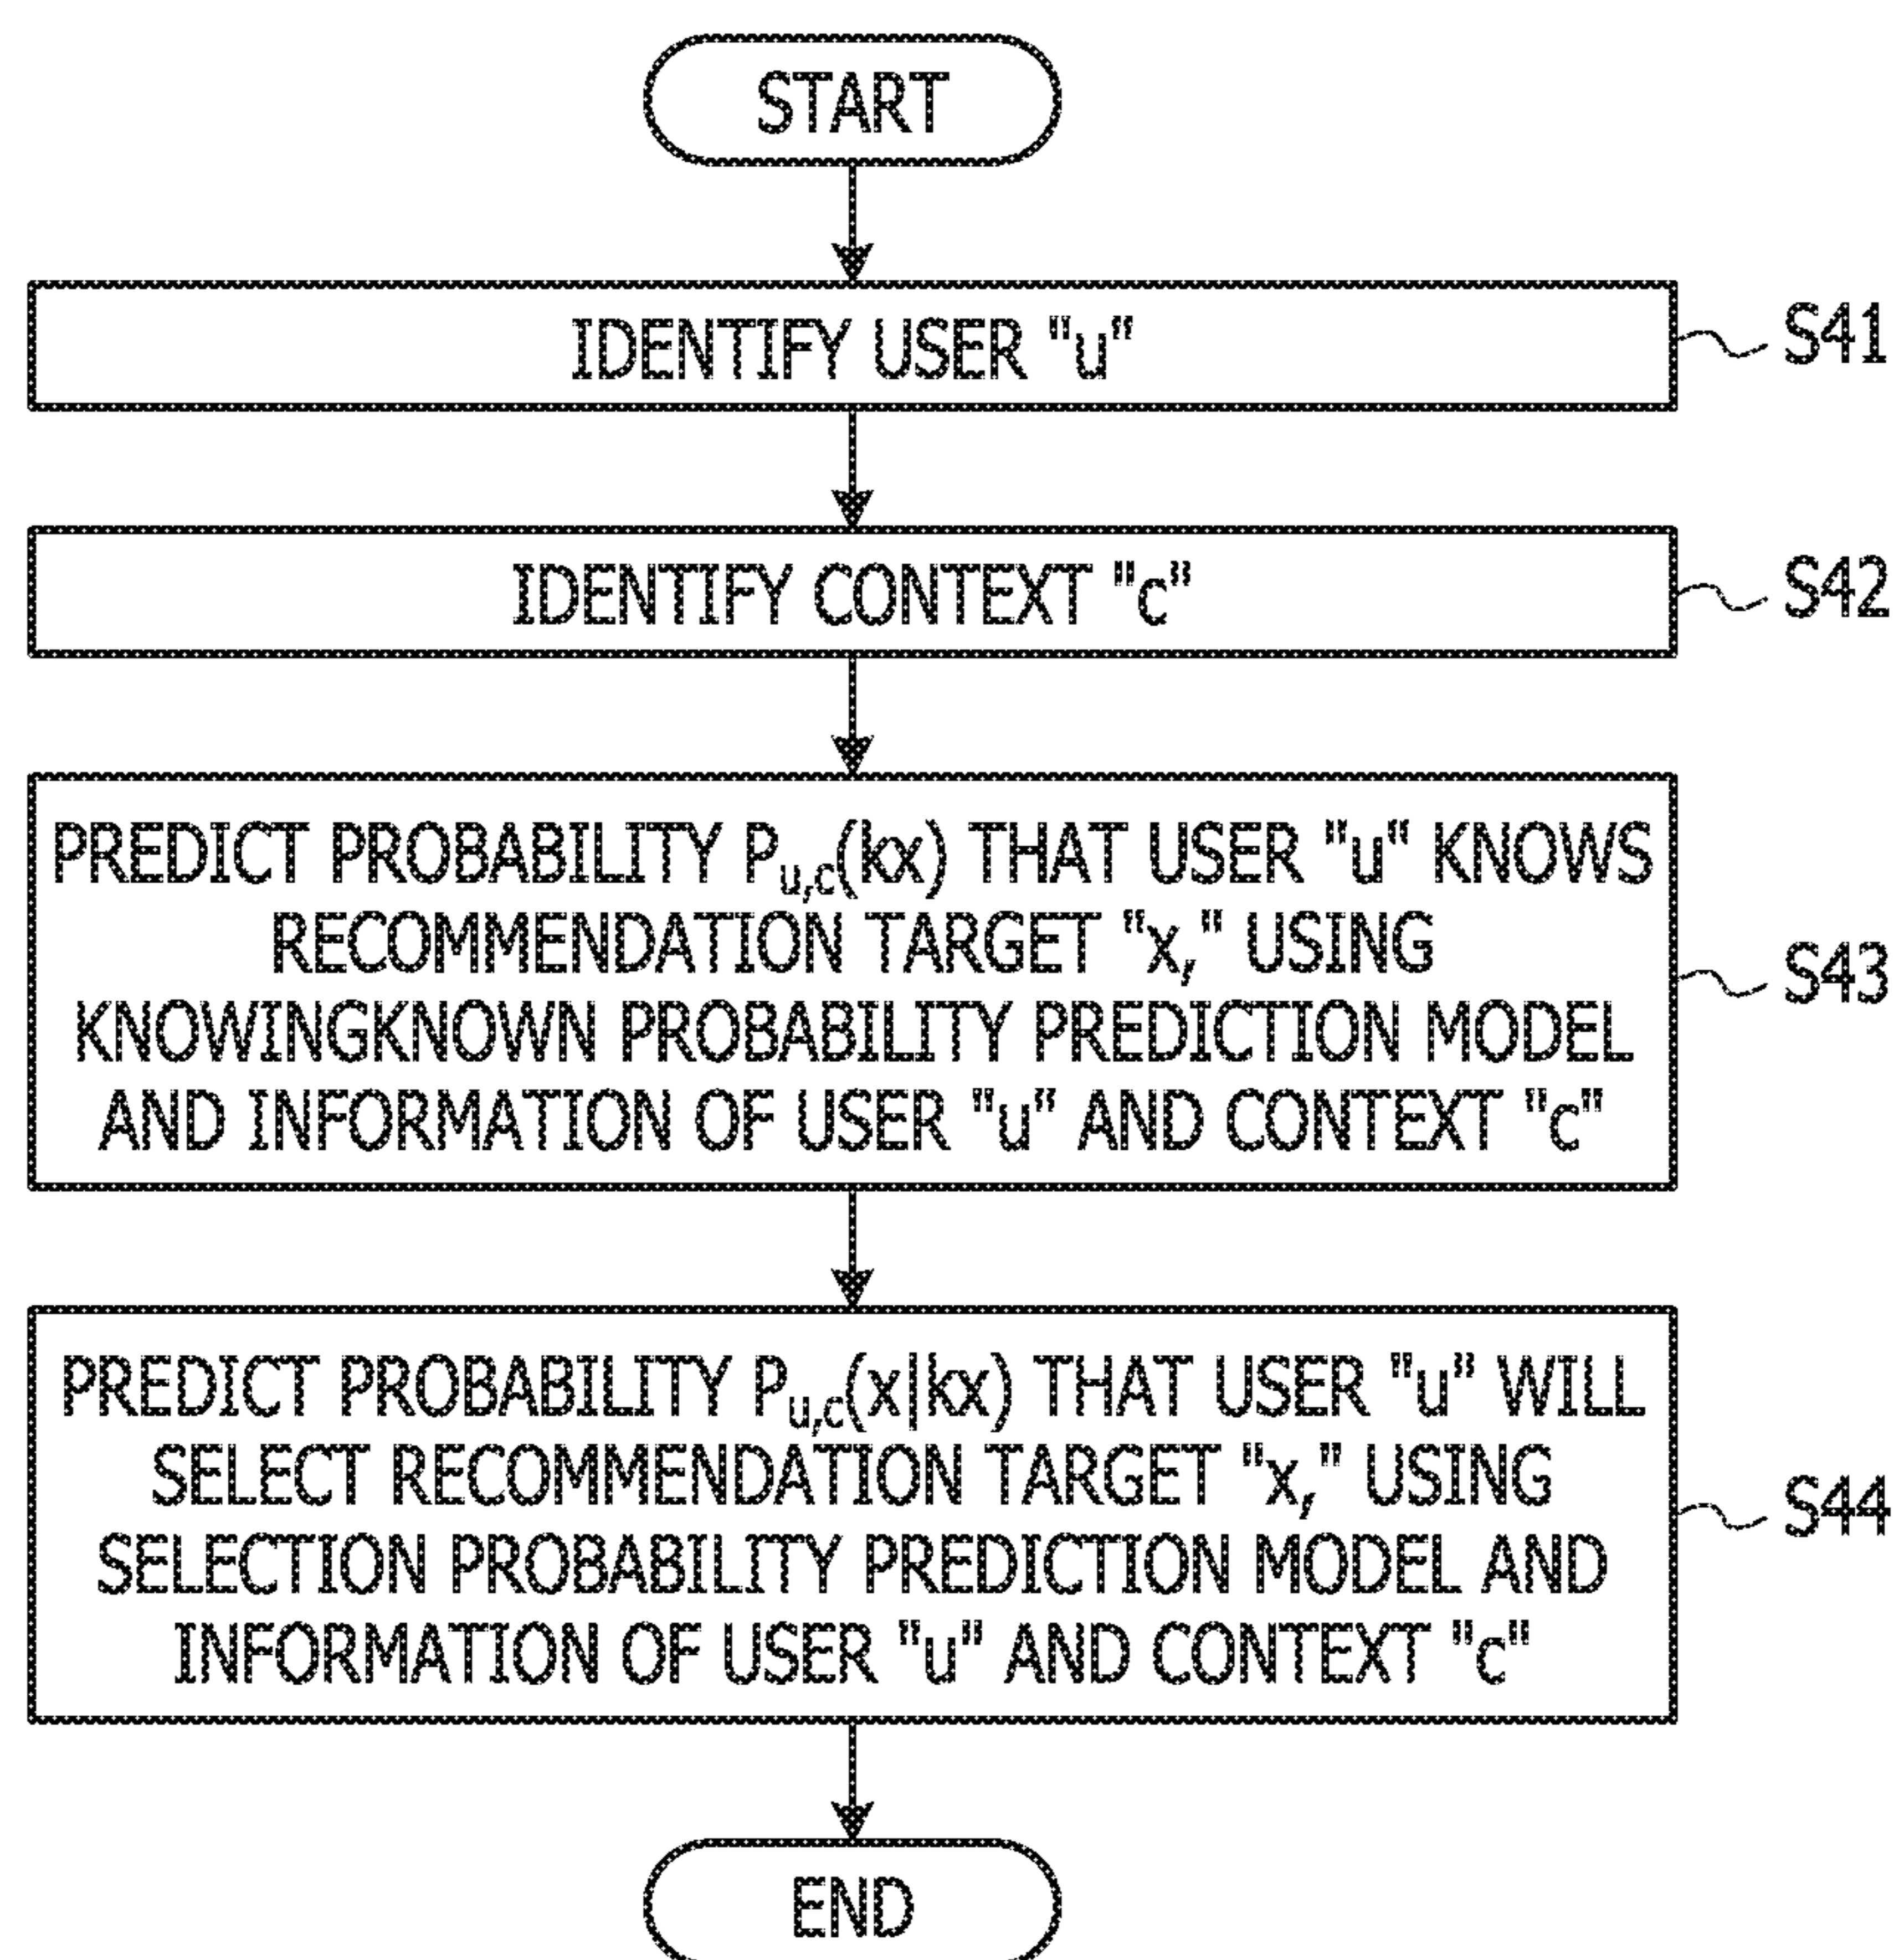 START
IDENTIFY USER "u"
S41
IDENTIFY CONTEXT "c"
S42
PREDICT PROBABILITY Pu,c(kx) THAT USER "u" KNOWS
RECOMMENDATION TARGET "x," USING
KNOWINGKNOWN PROBABILITY PREDICTION MODEL
AND INFORMATION OF USER "u" AND CONTEXT "c"
S43
PREDICT PROBABILITY Pu,c(x|kx) THAT USER "u" WILL
SELECT RECOMMENDATION TARGET "x," USING
SELECTION PROBABILITY PREDICTION MODEL AND
INFORMATION OF USER "u" AND CONTEXT "c"
S44
END